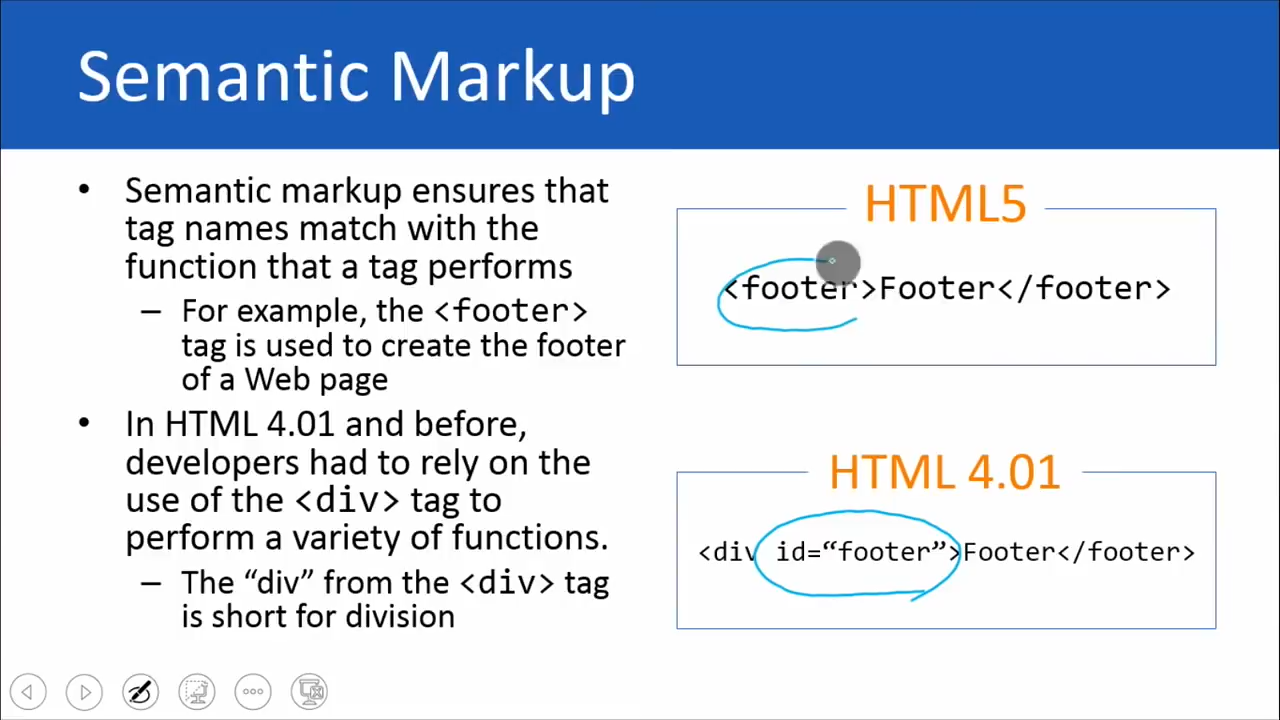 Semantic Markup
• Semantic markup ensures that
tag names match with the
function that a tag performs
– For example, the <footer>
tag is used to create the footer
of a Web page
• In HTML 4.01 and before,
developers had to rely on the
use of the <div> tag to
perform a variety of functions.
– The “div” from the <div> tag
is short for division
HTML5
<footer>Footer</footer>
HTML 4.01
<div id=“footer”>Footer</footer>